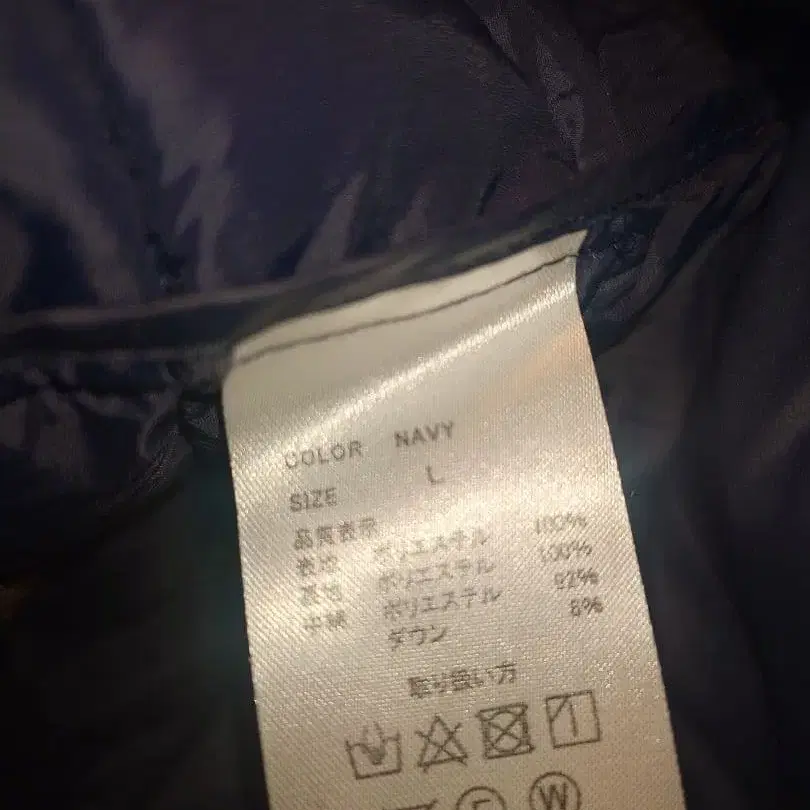 COLOR NAVY
SIZE L
品質表示
表地 ポリエステル 100%
裏地 ポリエステル 100%
中綿 ポリエステル 92%
ダウン 8%
取り扱い方
F W